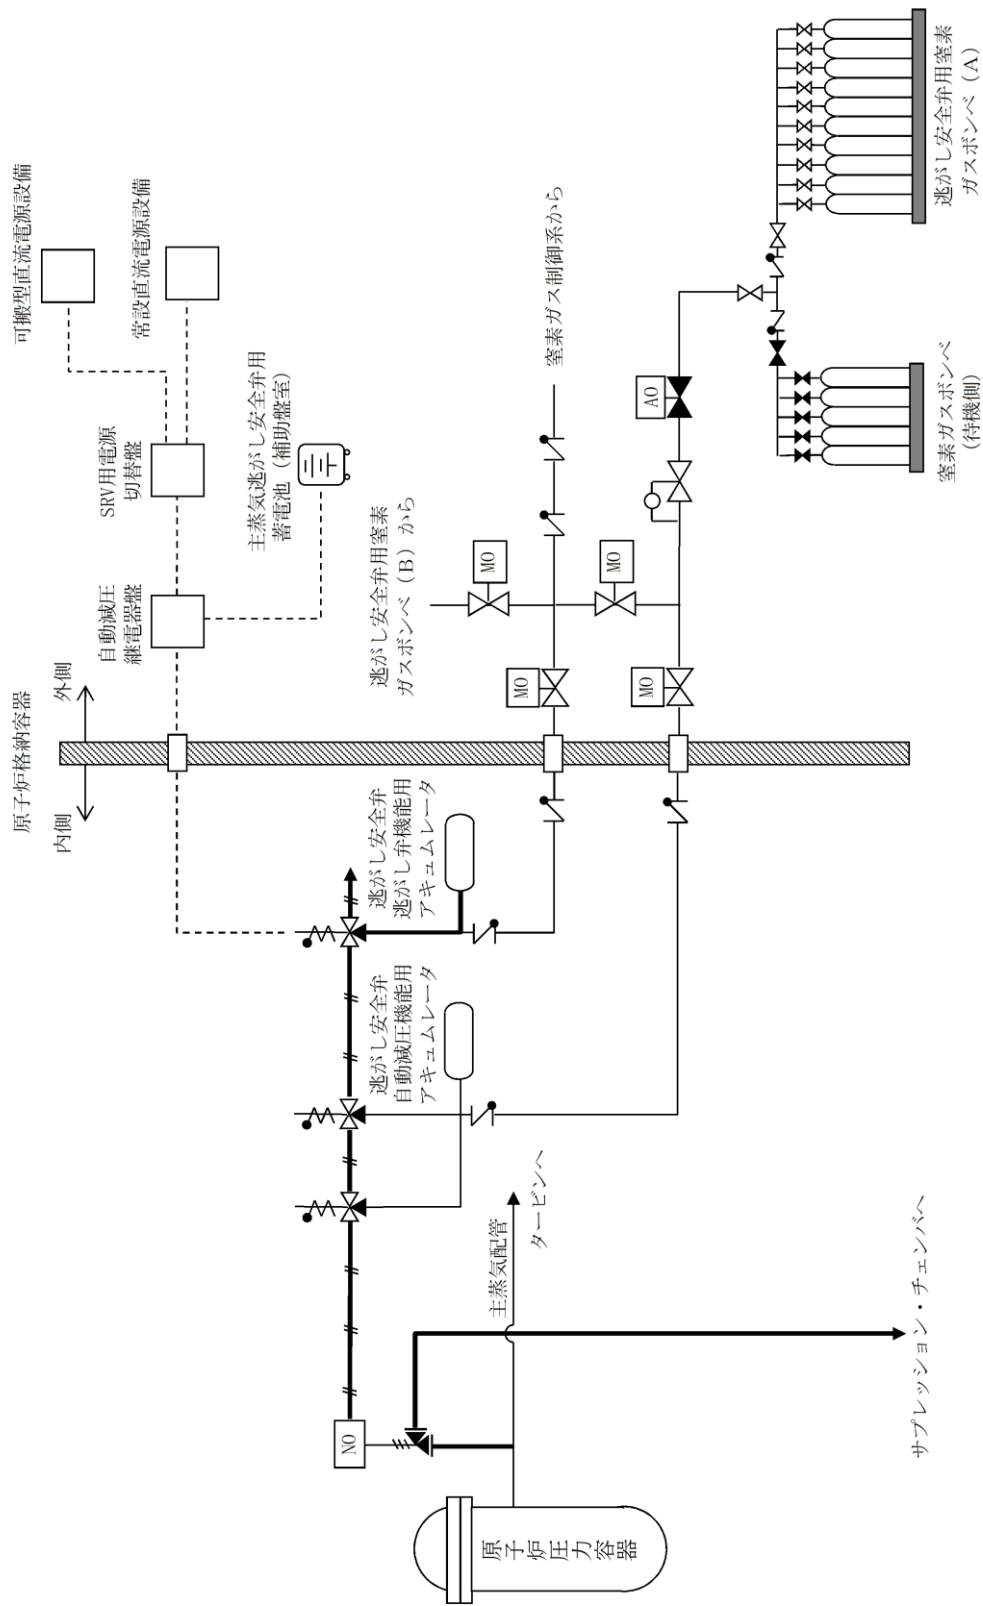 原子炉圧力容器
主蒸気配管
タービンへ
サプレッション・チェンバへ
NO
逃がし安全弁
自動減圧機能用
アキュムレータ
逃がし安全弁
逃がし弁機能用
アキュムレータ
原子炉格納容器
内側
外側
自動減圧
継電器盤
SRV用電源
切替盤
可搬型直流電源設備
常設直流電源設備
主蒸気逃がし安全弁用
蓄電池（補助盤室）
逃がし安全弁用窒素
ガスボンベ（B）から
窒素ガス制御系から
MO
MO
MO
MO
AO
窒素ガスボンベ
（待機側）
逃がし安全弁用窒素
ガスボンベ（A）